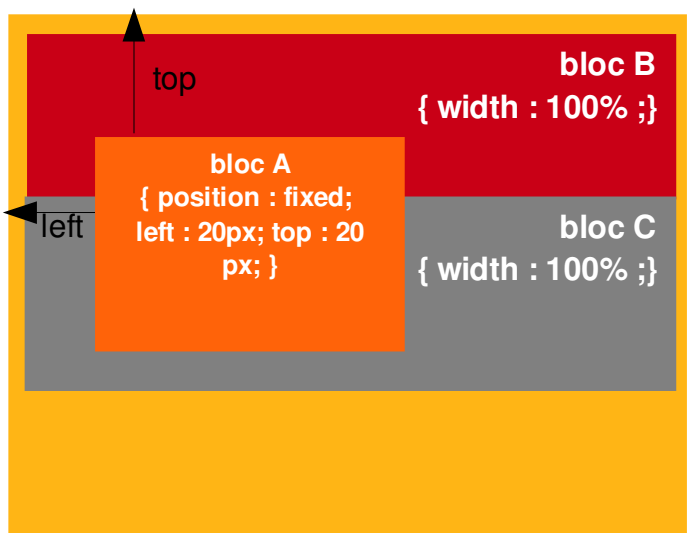 top
bloc B
{ width : 100% ;}
bloc A
{ position : fixed;
left : 20px; top : 20
px; }
left
bloc C
{ width : 100% ;}